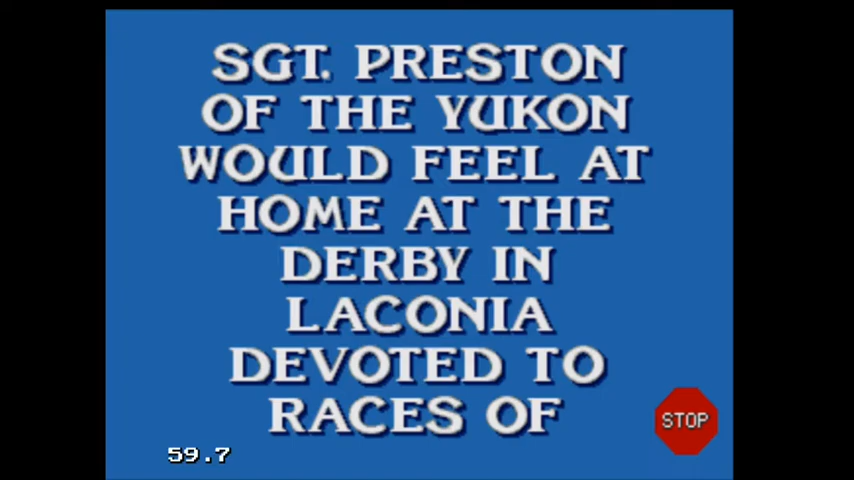 SGT. PRESTON
OF THE YUKON
WOULD FEEL AT
HOME AT THE
DERBY IN
LACONIA
DEVOTED TO
RACES OF
STOP
59.7